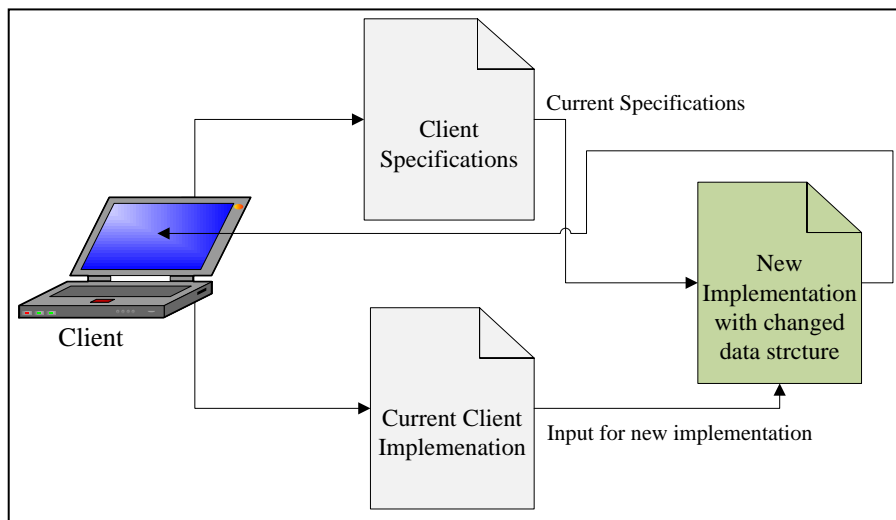 Client
Specifications
Current Specifications
New
Implementation
with changed
data strcture
Client
Current Client
Implemenation
Input for new implementation